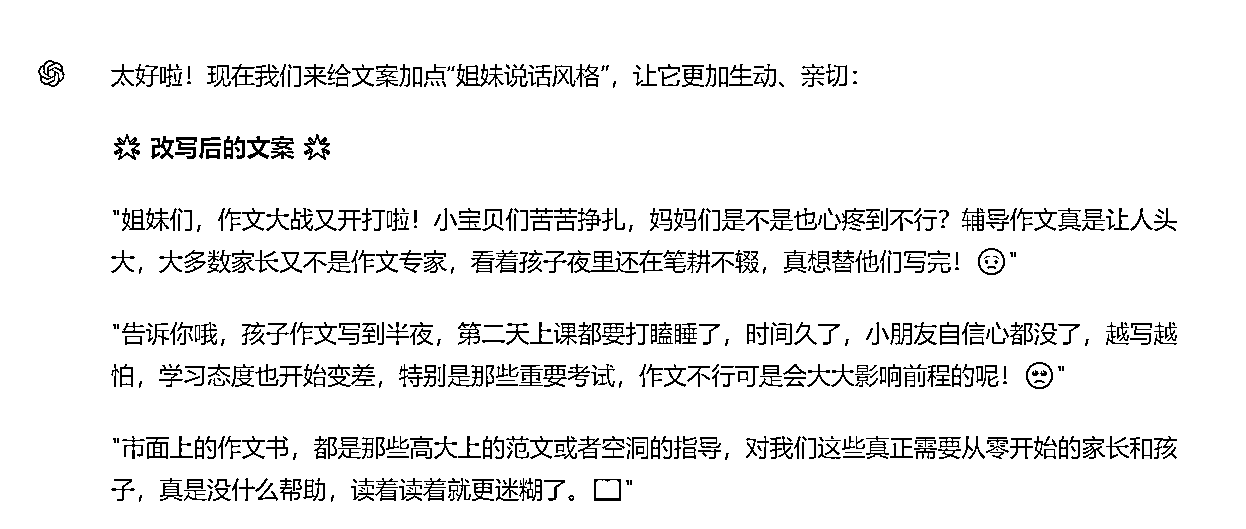 太好啦！现在我们来给文案加点“姐妹说话风格”，让它更加生动、亲切：
改写后的文案
"姐妹们，作文大战又开打啦！小宝贝们苦苦挣扎，妈妈们是不是也心疼到不行？辅导作文真是让人头
大，大多数家长又不是作文专家，看着孩子夜里还在笔耕不辍，真想替他们写完！😟"
"告诉你哦，孩子作文写到半夜，第二天上课都要打瞌睡了，时间久了，小朋友自信心都没了，越写越
怕，学习态度也开始变差，特别是那些重要考试，作文不行可是会大大影响前程的呢！🥺"
"市面上的作文书，都是那些高大上的范文或者空洞的指导，对我们这些真正需要从零开始的家长和孩
子，真是没什么帮助，读着读着就更迷糊了。"